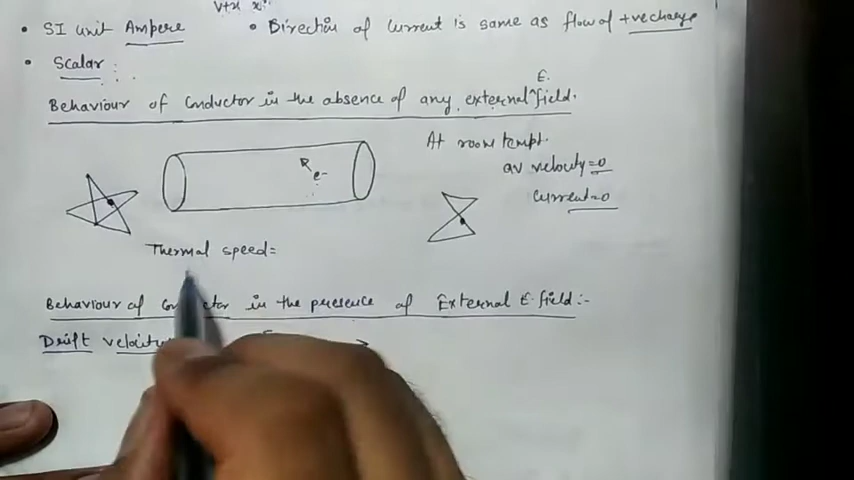 • SI unit Ampere • Direction of current is same as flow of +ve charge
• Scalar :
Behaviour of conductor in the absence of any external E. field.
At room tempt.
av velocity = 0
R
e-
current = 0
Thermal speed =
Behaviour of in the presence of External E field :-
Drift velocity